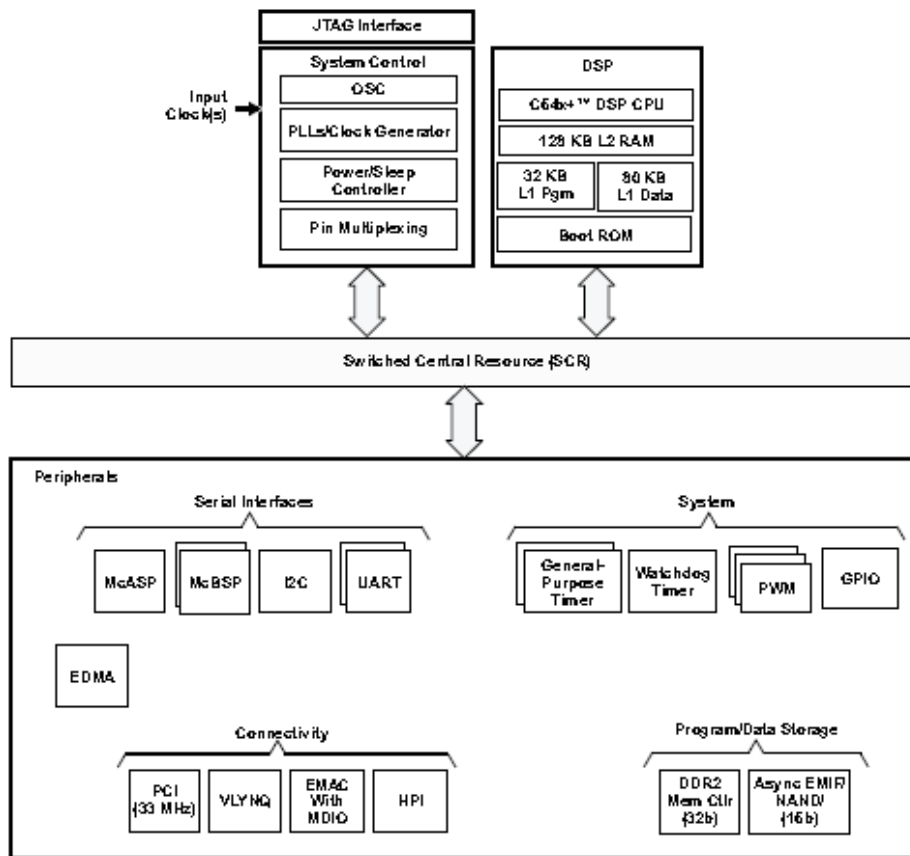 JTAG Interface
System Control
OSC
PLLs/Clock Generator
Power/Sleep
Controller
Pin Multiplexing
Input
Clock(s)
DSP
C64x+™ DSP CPU
128 KB L2 RAM
32 KB
L1 Pgm
80 KB
L1 Data
Boot ROM
Switched Central Resource (SCR)
Peripherals
Serial Interfaces
McASP
McBSP
I2C
UART
System
General-
Purpose
Timer
Watchdog
Timer
PWM
GPIO
EDMA
Connectivity
PCI
(33 MHz)
VLYNQ
EMAC
With
MDIO
HPI
Program/Data Storage
DDR2
Mem Ctlr
(32b)
Async EMIF/
NAND/
(16b)